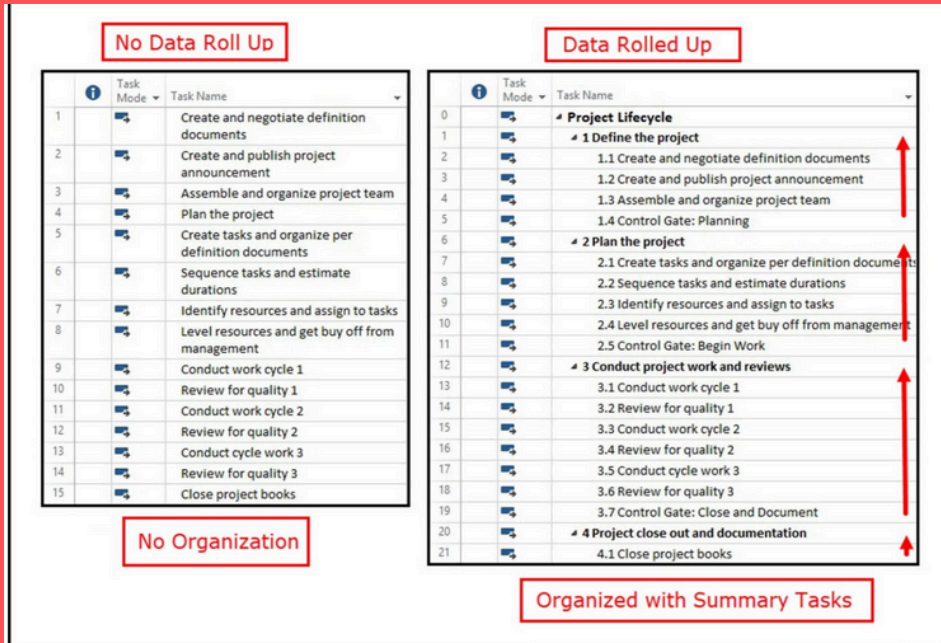 No Data Roll Up
Task
Mode
Task Name
1
Create and negotiate definition
documents
2
Create and publish project
announcement
3
Assemble and organize project team
4
Plan the project
5
Create tasks and organize per
definition documents
6
Sequence tasks and estimate
durations
7
Identify resources and assign to tasks
8
Level resources and get buy off from
management
9
Conduct work cycle 1
10
Review for quality 1
11
Conduct work cycle 2
12
Review for quality 2
13
Conduct cycle work 3
14
Review for quality 3
15
Close project books
No Organization
Data Rolled Up
Task
Mode
Task Name
0
Project Lifecycle
1
1 Define the project
2
1.1 Create and negotiate definition documents
3
1.2 Create and publish project announcement
4
1.3 Assemble and organize project team
5
1.4 Control Gate: Planning
6
2 Plan the project
7
2.1 Create tasks and organize per definition documents
8
2.2 Sequence tasks and estimate durations
9
2.3 Identify resources and assign to tasks
10
2.4 Level resources and get buy off from management
11
2.5 Control Gate: Begin Work
12
3 Conduct project work and reviews
13
3.1 Conduct work cycle 1
14
3.2 Review for quality 1
15
3.3 Conduct work cycle 2
16
3.4 Review for quality 2
17
3.5 Conduct cycle work 3
18
3.6 Review for quality 3
19
3.7 Control Gate: Close and Document
20
4 Project close out and documentation
21
4.1 Close project books
Organized with Summary Tasks